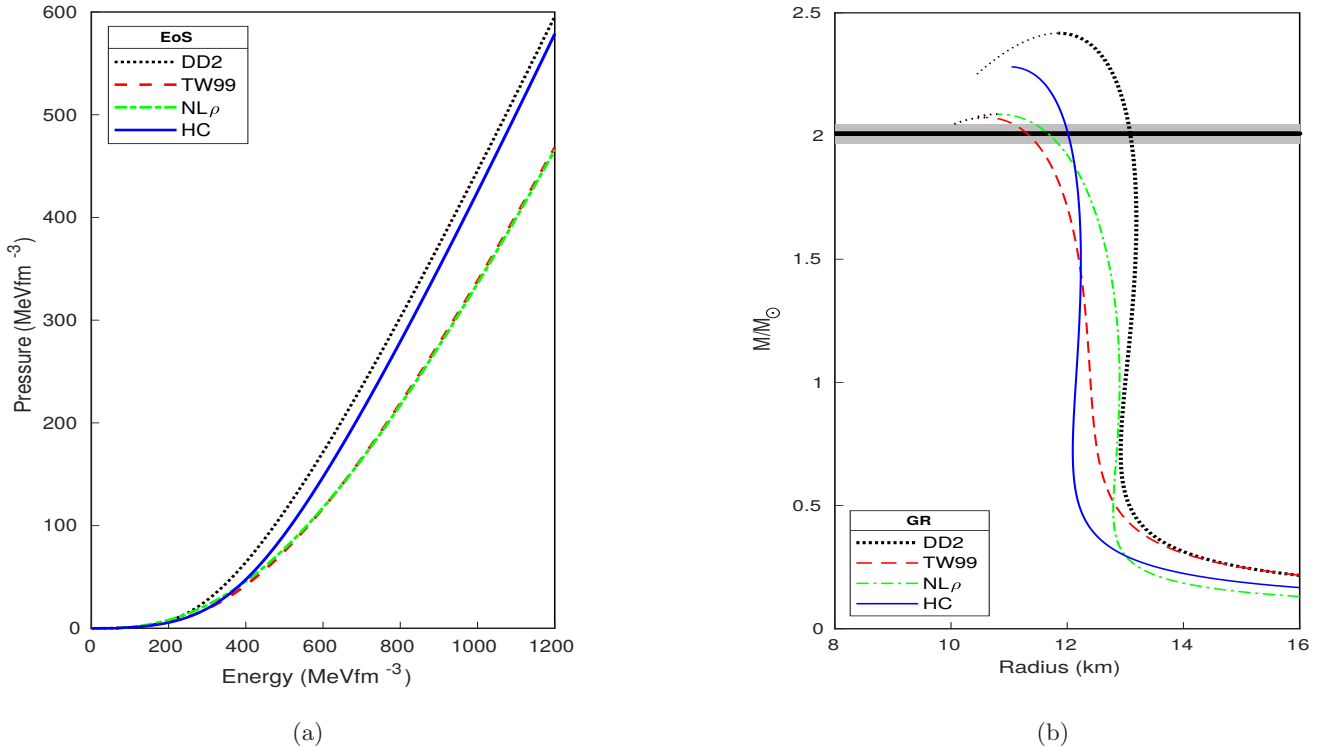 600
500
400
300
200
100
0
Pressure (MeVfm -3)
EoS
DD2
TW99
NLρ
HC
0 200 400 600 800 1000 1200
Energy (MeVfm -3)
(a)
2.5
2
1.5
1
0.5
0
M/M⊙
GR
DD2
TW99
NLρ
HC
8 10 12 14 16
Radius (km)
(b)